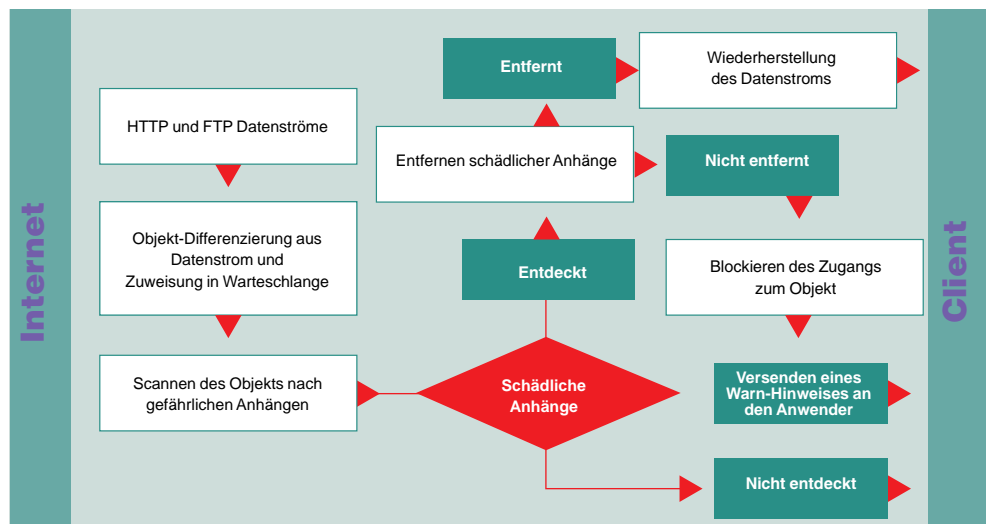 Internet
HTTP und FTP Datenströme
Objekt-Differenzierung aus
Datenstrom und
Zuweisung in Warteschlange
Scannen des Objekts nach
gefährlichen Anhängen
Schädliche
Anhänge
Entdeckt
Entfernen schädlicher Anhänge
Entfernt
Wiederherstellung
des Datenstroms
Nicht entfernt
Blockieren des Zugangs
zum Objekt
Versenden eines
Warn-Hinweises an
den Anwender
Nicht entdeckt
Client